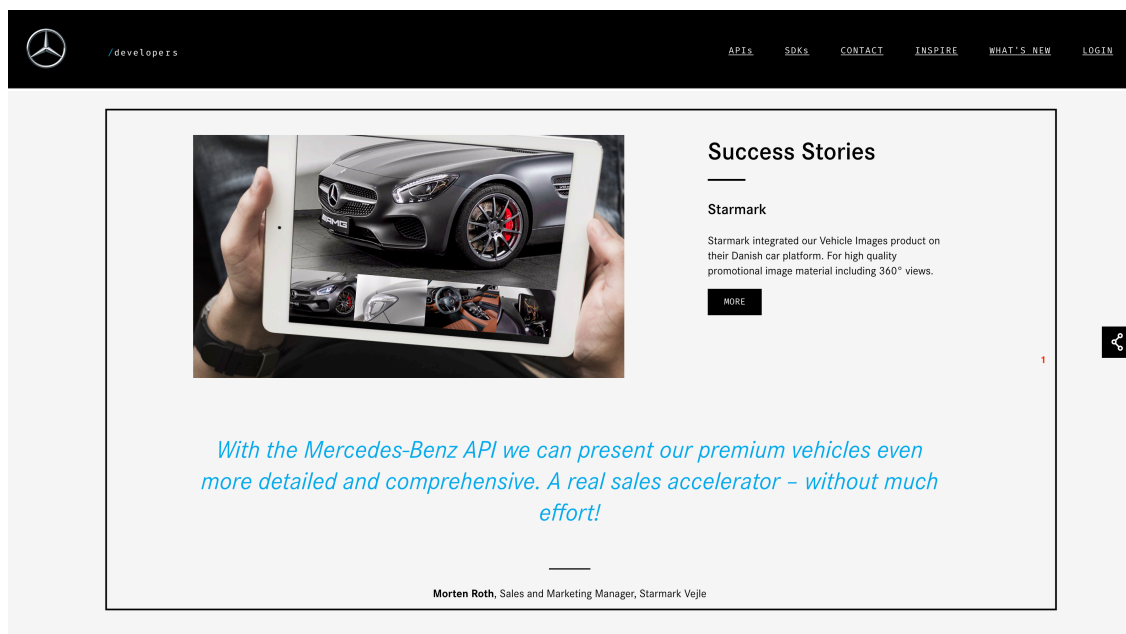 /developers
APIs
SDKs
CONTACT
INSPIRE
WHAT'S NEW
LOGIN
AMG
Success Stories
Starmark
Starmark integrated our Vehicle Images product on
their Danish car platform. For high quality
promotional image material including 360° views.
MORE
1
With the Mercedes-Benz API we can present our premium vehicles even
more detailed and comprehensive. A real sales accelerator – without much
effort!
Morten Roth, Sales and Marketing Manager, Starmark Vejle